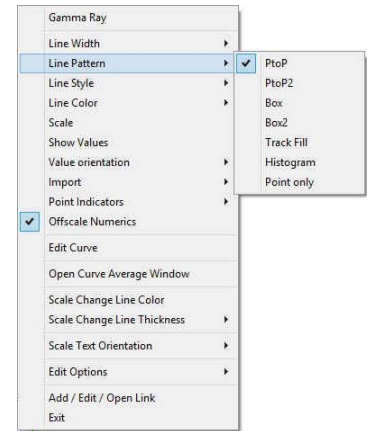 Gamma Ray
Line Width
Line Pattern
Line Style
Line Color
Scale
Show Values
Value orientation
Import
Point Indicators
Offscale Numerics
Edit Curve
Open Curve Average Window
Scale Change Line Color
Scale Change Line Thickness
Scale Text Orientation
Edit Options
Add / Edit / Open Link
Exit
PtoP
PtoP2
Box
Box2
Track Fill
Histogram
Point only